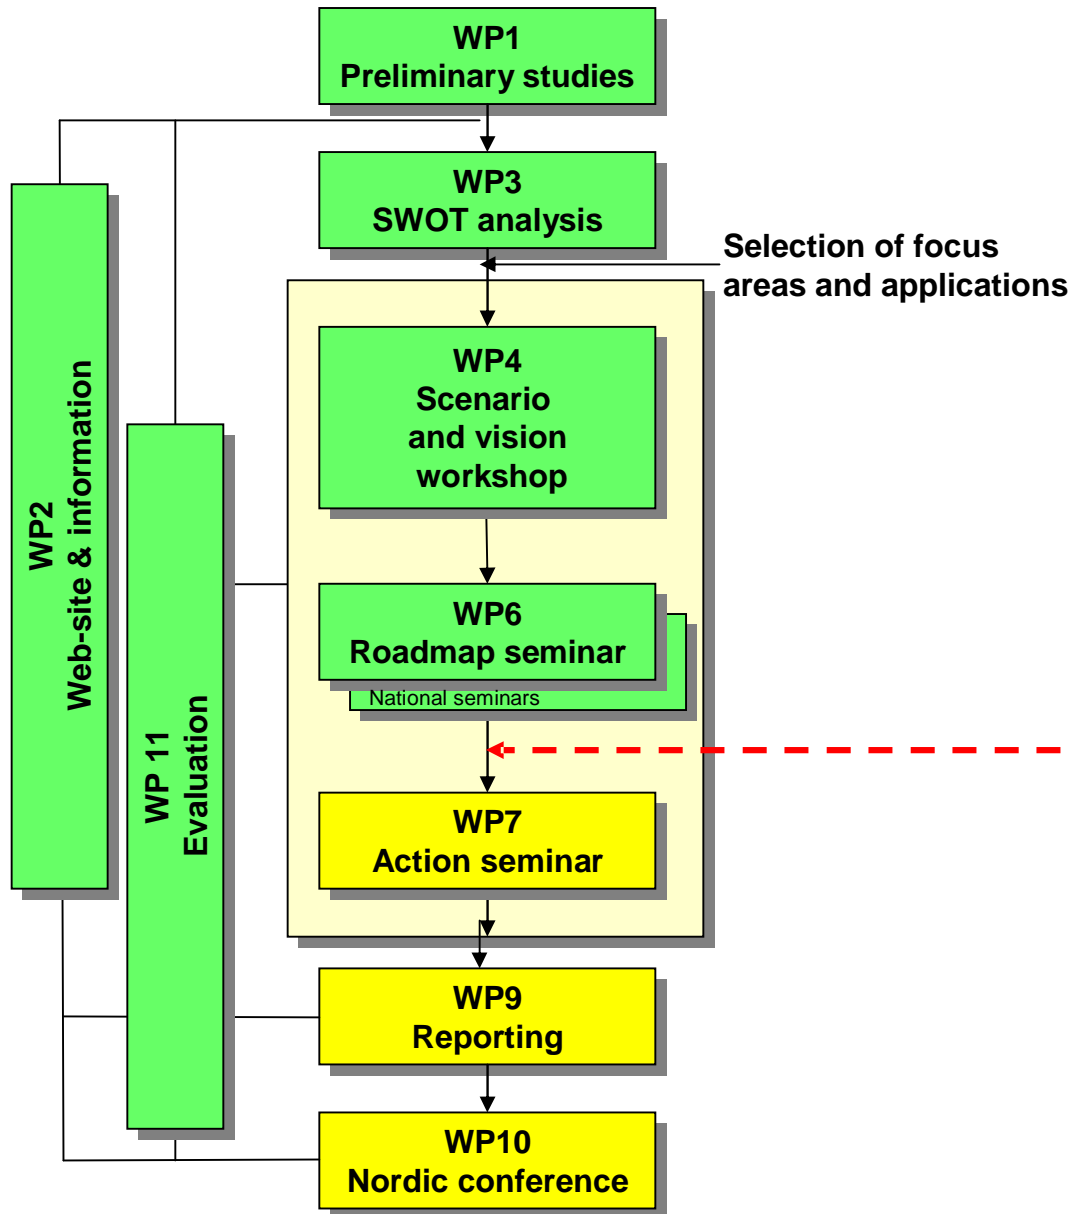 WP1
Preliminary studies
WP3
SWOT analysis
Selection of focus
areas and applications
WP4
Scenario
and vision
workshop
WP2
Web-site & information
WP 11
Evaluation
WP6
Roadmap seminar
National seminars
WP7
Action seminar
WP9
Reporting
WP10
Nordic conference